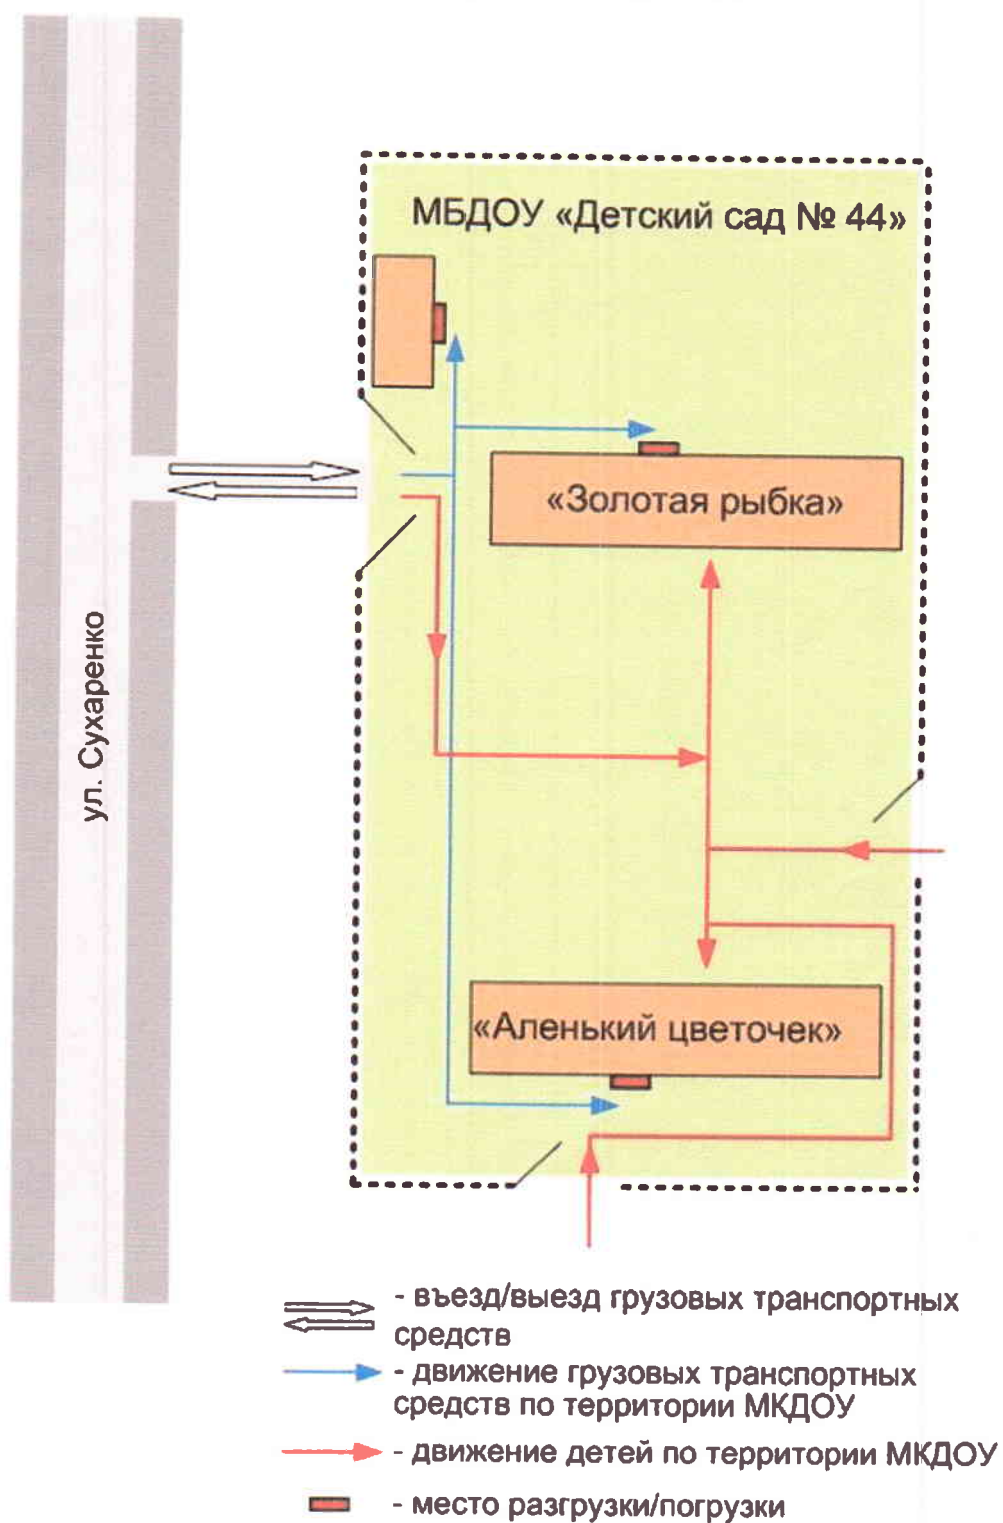 МБДОУ «Детский сад № 44»
«Золотая рыбка»
ул. Сухаренко
«Аленький цветочек»
- въезд/выезд грузовых транспортных
средств
- движение грузовых транспортных
средств по территории МКДОУ
- движение детей по территории МКДОУ
- место разгрузки/погрузки